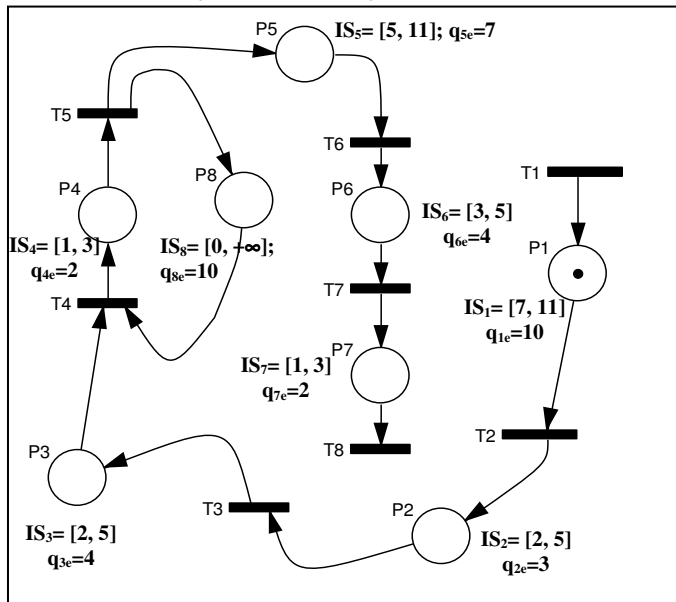 P5
IS5= [5, 11]; q5e=7
T5
T6
P4
P8
P6
T1
IS4= [1, 3]
q4e=2
IS8= [0, +∞];
q8e=10
IS6= [3, 5]
q6e=4
P1
T4
T7
IS1= [7, 11]
q1e=10
P7
IS7= [1, 3]
q7e=2
T2
T8
P3
T3
P2
IS3= [2, 5]
q3e=4
IS2= [2, 5]
q2e=3